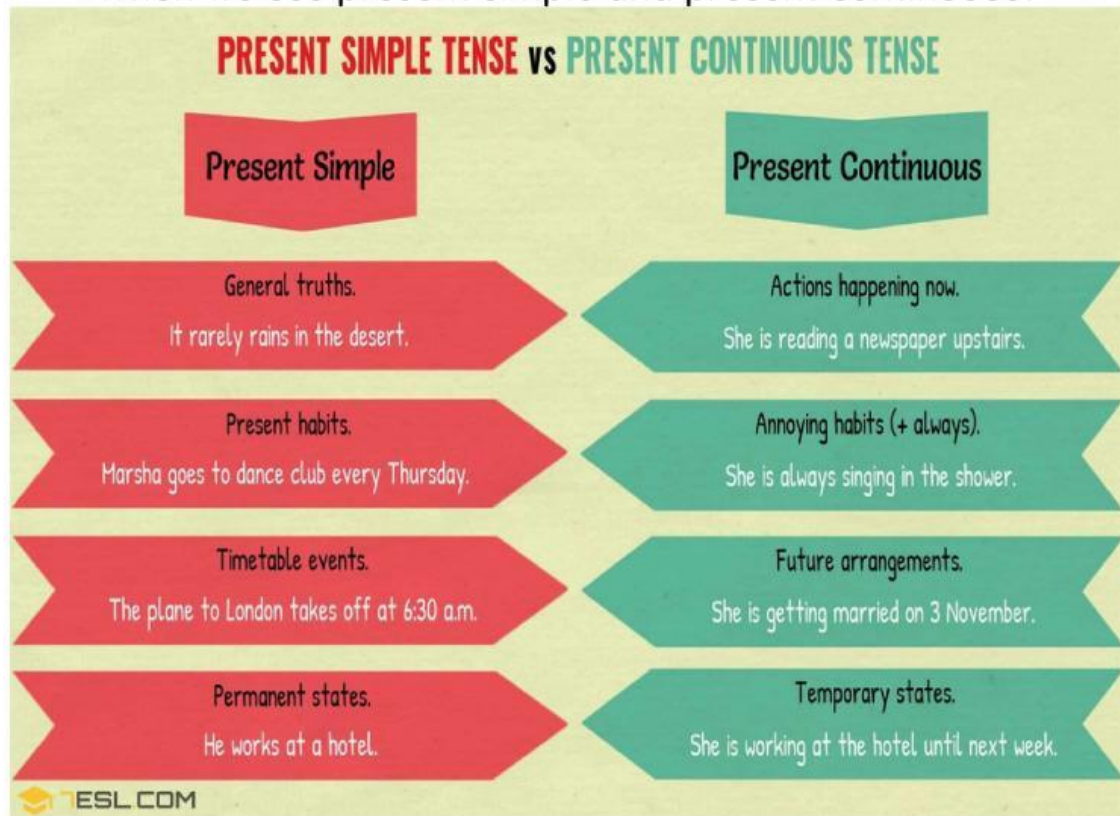 PRESENT SIMPLE TENSE vs PRESENT CONTINUOUS TENSE
Present Simple
General truths.
It rarely rains in the desert.
Present habits.
Marsha goes to dance club every Thursday.
Timetable events.
The plane to London takes off at 6:30 a.m.
Permanent states.
He works at a hotel.
Present Continuous
Actions happening now.
She is reading a newspaper upstairs.
Annoying habits (+ always).
She is always singing in the shower.
Future arrangements.
She is getting married on 3 November.
Temporary states.
She is working at the hotel until next week.
7ESL.COM